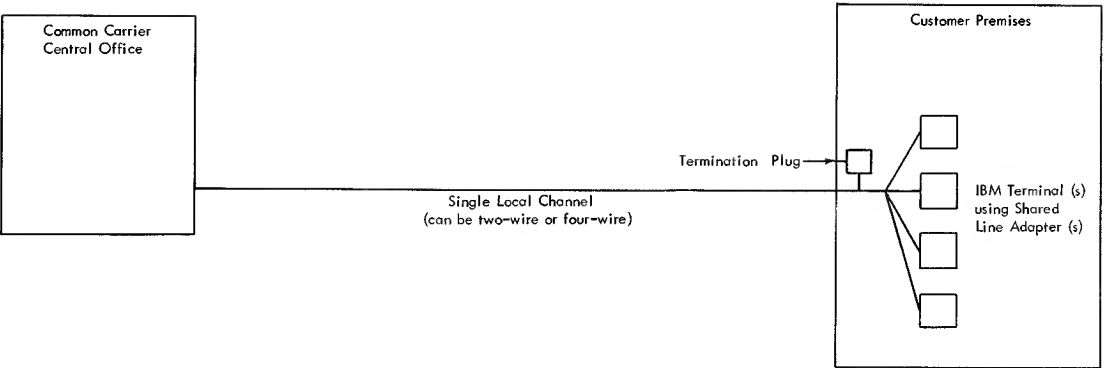 Common Carrier
Central Office
Customer Premises
Termination Plug
Single Local Channel
(can be two-wire or four-wire)
IBM Terminal (s)
using Shared
Line Adapter (s)